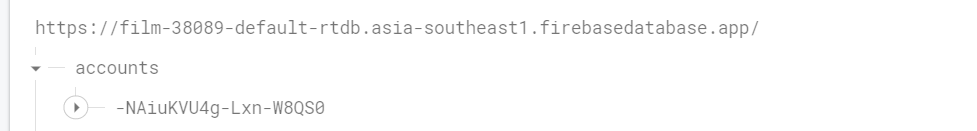 https://film-38089-default-rtdb.asia-southeast1.firebasedatabase.app/
accounts
-NAiuKVU4g-Lxn-W8QS0